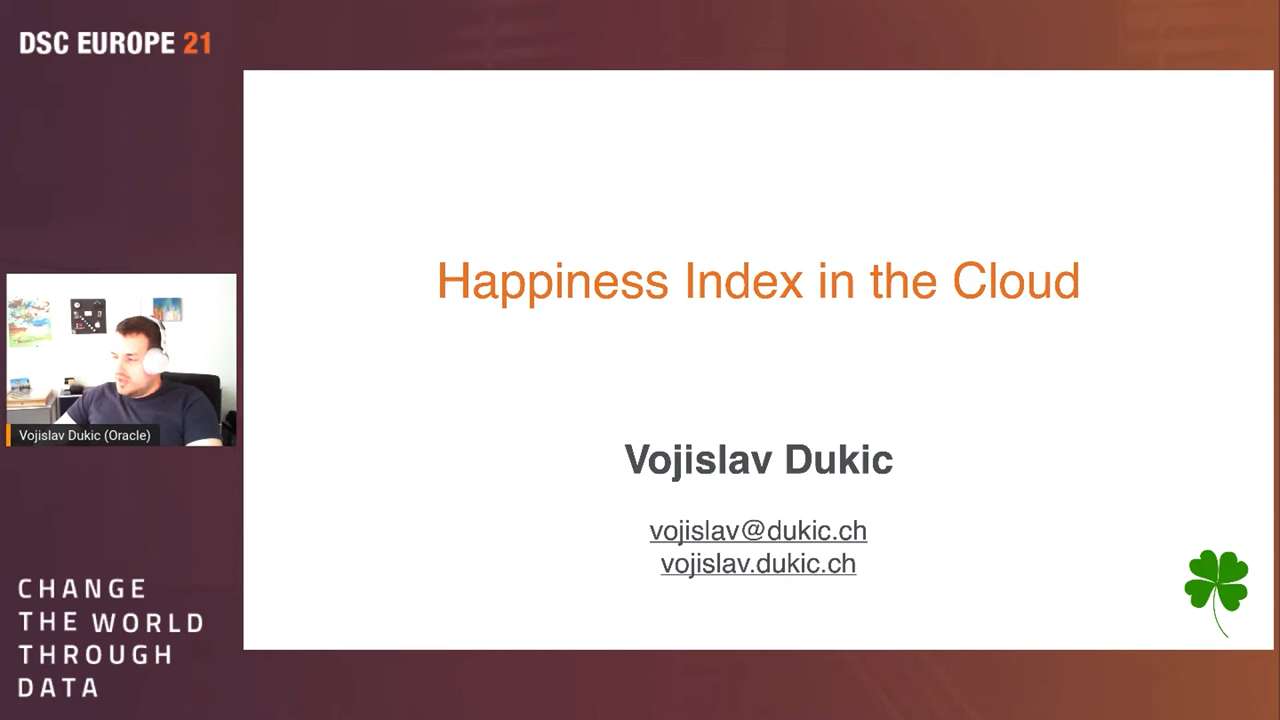 DSC EUROPE 21
Happiness Index in the Cloud
Vojislav Dukic
vojislav@dukic.ch
vojislav.dukic.ch
Vojislav Dukic (Oracle)
CHANGE
THE WORLD
THROUGH
DATA